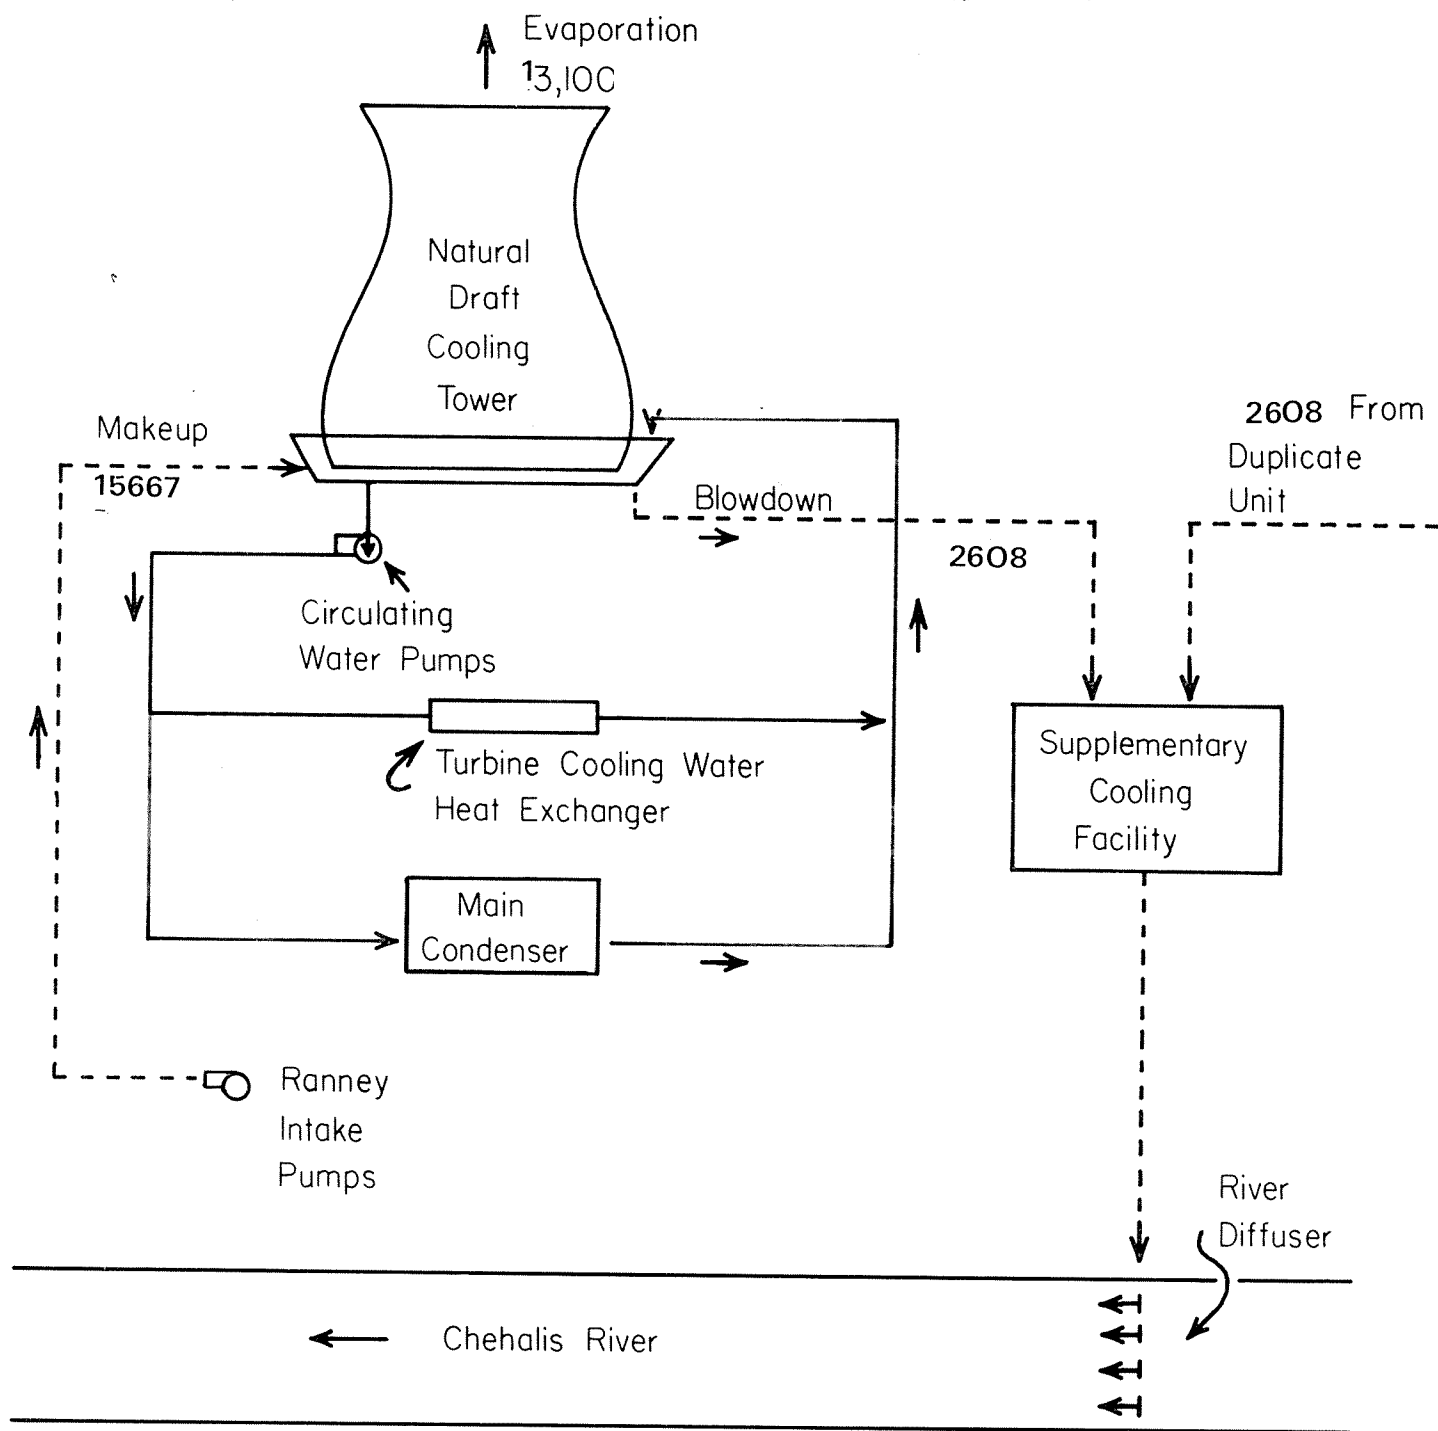 Evaporation
13,100
Natural
Draft
Cooling
Tower
Makeup
15667
Blowdown
2608
2608 From
Duplicate
Unit
Circulating
Water Pumps
Turbine Cooling Water
Heat Exchanger
Supplementary
Cooling
Facility
Main
Condenser
Ranney
Intake
Pumps
River
Diffuser
Chehalis River